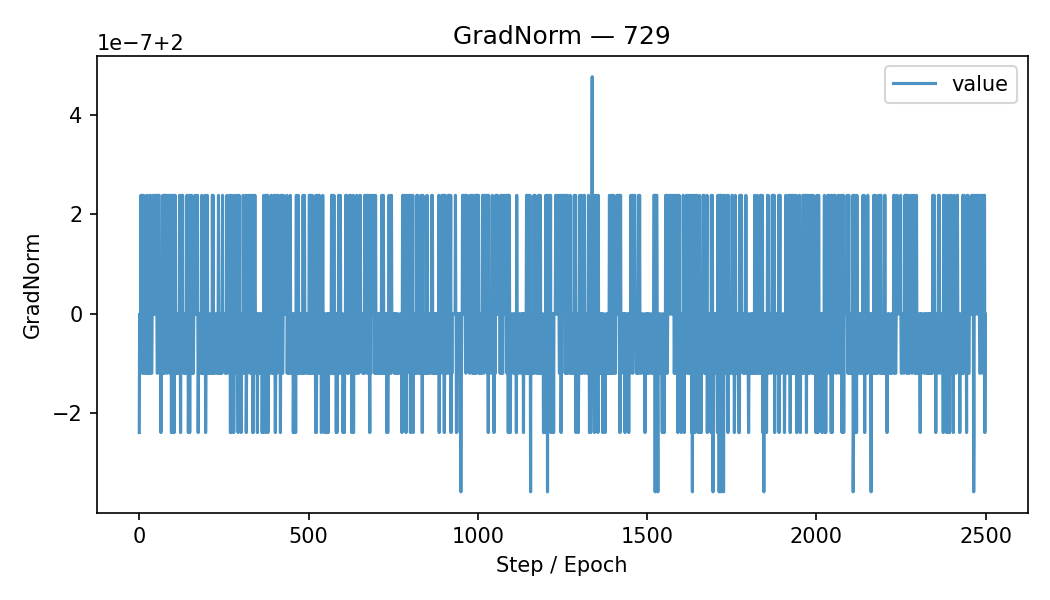 GradNorm — 729
1e−7+2
value
4
2
0
−2
GradNorm
0 500 1000 1500 2000 2500
Step / Epoch